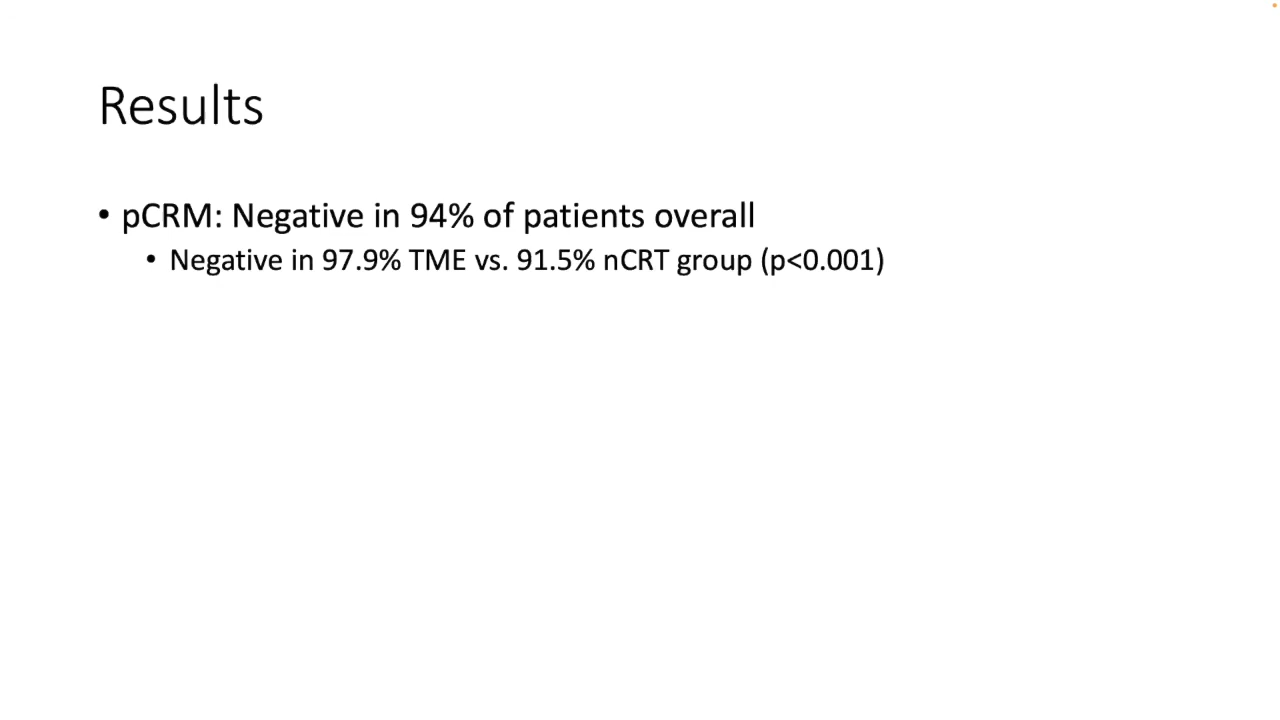 Results
• pCRM: Negative in 94% of patients overall
• Negative in 97.9% TME vs. 91.5% nCRT group (p<0.001)